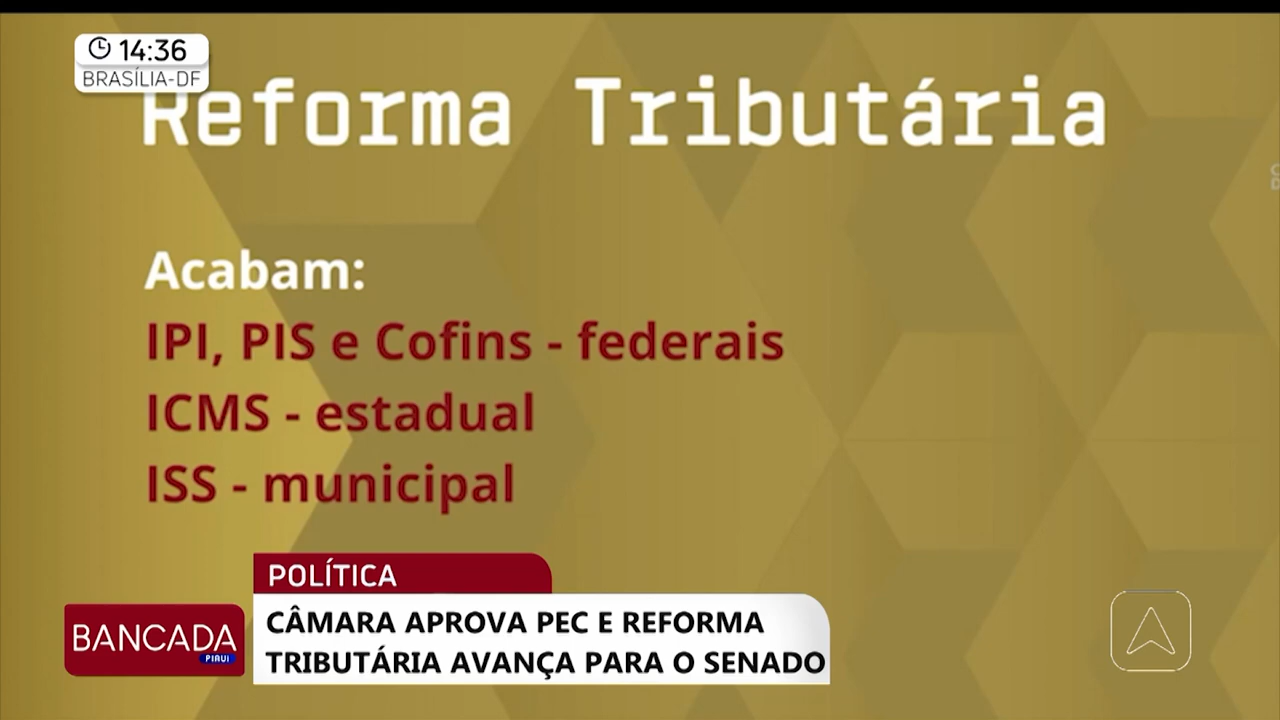 14:36
BRASÍLIA-DF
Reforma Tributária
Acabam:
IPI, PIS e Cofins - federais
ICMS - estadual
ISS - municipal
POLÍTICA
BANCADA
PIAUI
CÂMARA APROVA PEC E REFORMA
TRIBUTÁRIA AVANÇA PARA O SENADO